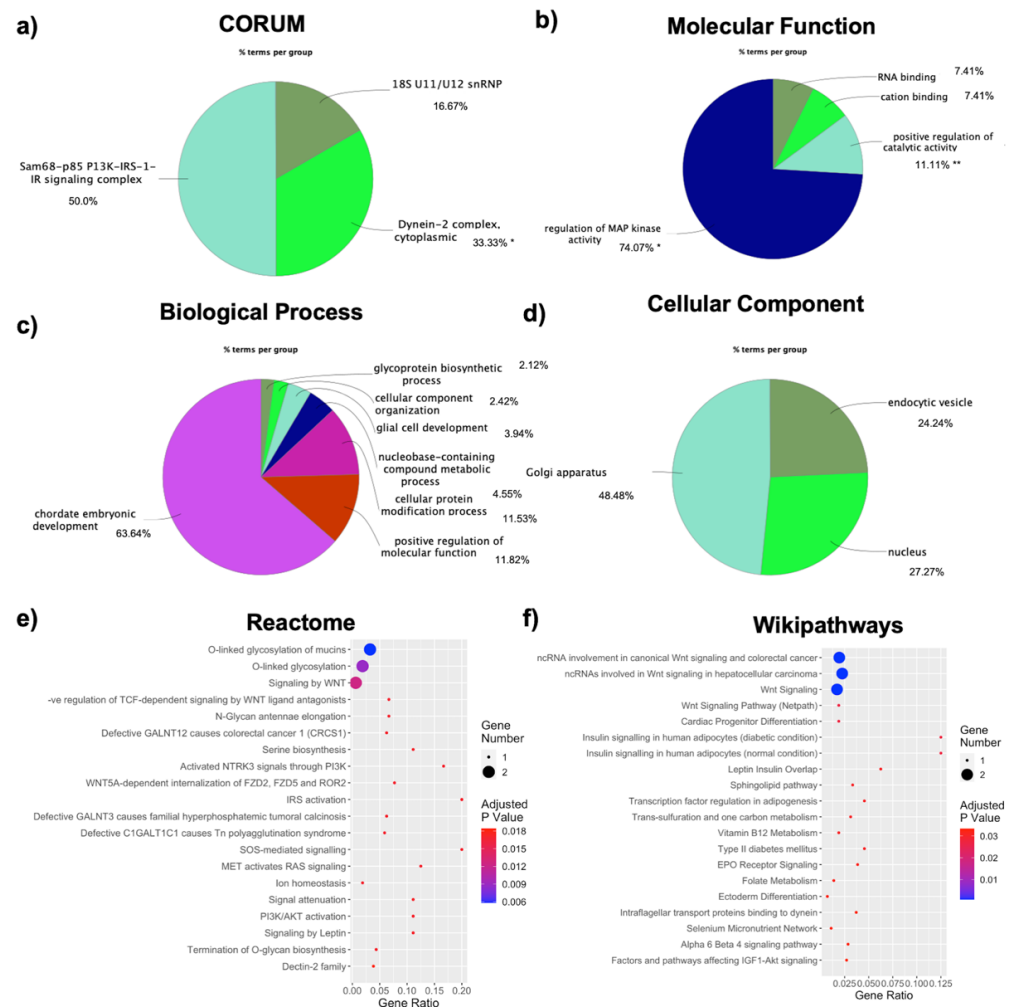 a)
CORUM
% terms per group
18S U11/U12 snRNP
16.67%
Sam68-p85 P13K-IRS-1-
IR signaling complex
50.0%
Dynein-2 complex,
cytoplasmic 33.33% *
b)
Molecular Function
% terms per group
RNA binding 7.41%
cation binding 7.41%
positive regulation of
catalytic activity
11.11% **
regulation of MAP kinase
activity
74.07% *
c)
Biological Process
% terms per group
glycoprotein biosynthetic
process
2.12%
cellular component
organization
2.42%
glial cell development
3.94%
nucleobase-containing
compound metabolic
process
4.55%
cellular protein
modification process
11.53%
positive regulation of
molecular function
11.82%
chordate embryonic
development
63.64%
d)
Cellular Component
% terms per group
endocytic vesicle
24.24%
Golgi apparatus
48.48%
nucleus
27.27%
e)
Reactome
O-linked glycosylation of mucins
O-linked glycosylation
Signaling by WNT
-ve regulation of TCF-dependent signaling by WNT ligand antagonists
N-Glycan antennae elongation
Defective GALNT12 causes colorectal cancer 1 (CRCS1)
Serine biosynthesis
Activated NTRK3 signals through PI3K
WNT5A-dependent internalization of FZD2, FZD5 and ROR2
IRS activation
Defective GALNT3 causes familial hyperphosphatemic tumoral calcinosis
Defective C1GALT1C1 causes Tn polyagglutination syndrome
SOS-mediated signalling
MET activates RAS signaling
Ion homeostasis
Signal attenuation
PI3K/AKT activation
Signaling by Leptin
Termination of O-glycan biosynthesis
Dectin-2 family
0.00 0.05 0.10 0.15 0.20
Gene Ratio
Gene
Number
1
2
Adjusted
P Value
0.018
0.015
0.012
0.009
0.006
f)
Wikipathways
ncRNA involvement in canonical Wnt signaling and colorectal cancer
ncRNAs involved in Wnt signaling in hepatocellular carcinoma
Wnt Signaling
Wnt Signaling Pathway (Netpath)
Cardiac Progenitor Differentiation
Insulin signalling in human adipocytes (diabetic condition)
Insulin signalling in human adipocytes (normal condition)
Leptin Insulin Overlap
Sphingolipid pathway
Transcription factor regulation in adipogenesis
Trans-sulfuration and one carbon metabolism
Vitamin B12 Metabolism
Type II diabetes mellitus
EPO Receptor Signaling
Folate Metabolism
Ectoderm Differentiation
Intraflagellar transport proteins binding to dynein
Selenium Micronutrient Network
Alpha 6 Beta 4 signaling pathway
Factors and pathways affecting IGF1-Akt signaling
0.025 0.050 0.075 0.100 0.125
Gene Ratio
Gene
Number
1
2
Adjusted
P Value
0.03
0.02
0.01